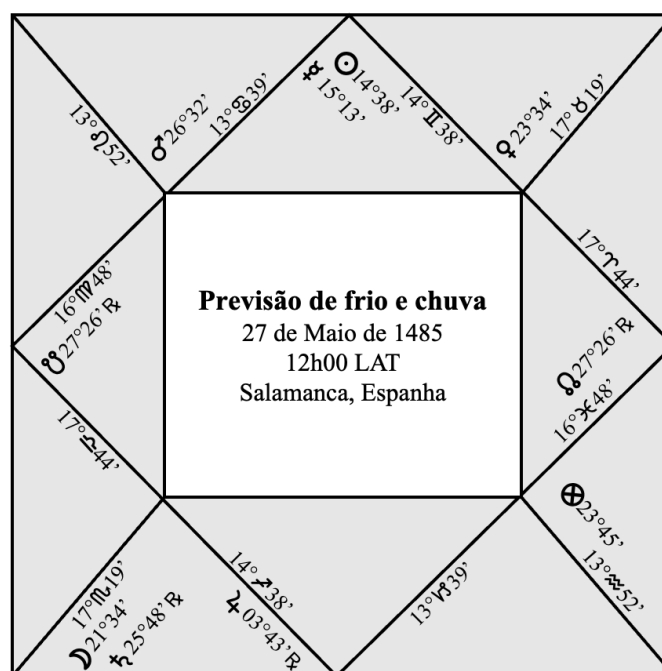 ☿ 15°13’
☉ 14°38’
14°♊38’
♀ 23°34’
17°♉19’
13°♋39’
♂ 26°32’
13°♌52’
17°♈44’
16°♍48’
☋ 27°26’ ℞
Previsão de frio e chuva
27 de Maio de 1485
12h00 LAT
Salamanca, Espanha
☊ 27°26’ ℞
16°♓48’
17°♎44’
⊗ 23°45’
13°♒52’
17°♏19’
☽ 21°34’
♄ 25°48’ ℞
14°♐38’
♃ 03°43’ ℞
13°♑39’